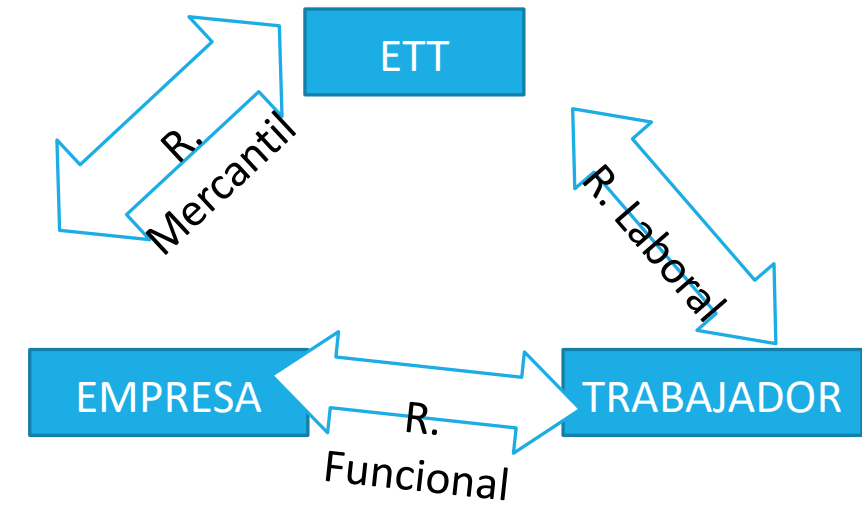 ETT
R.
Mercantil
R. Laboral
EMPRESA
R.
Funcional
TRABAJADOR